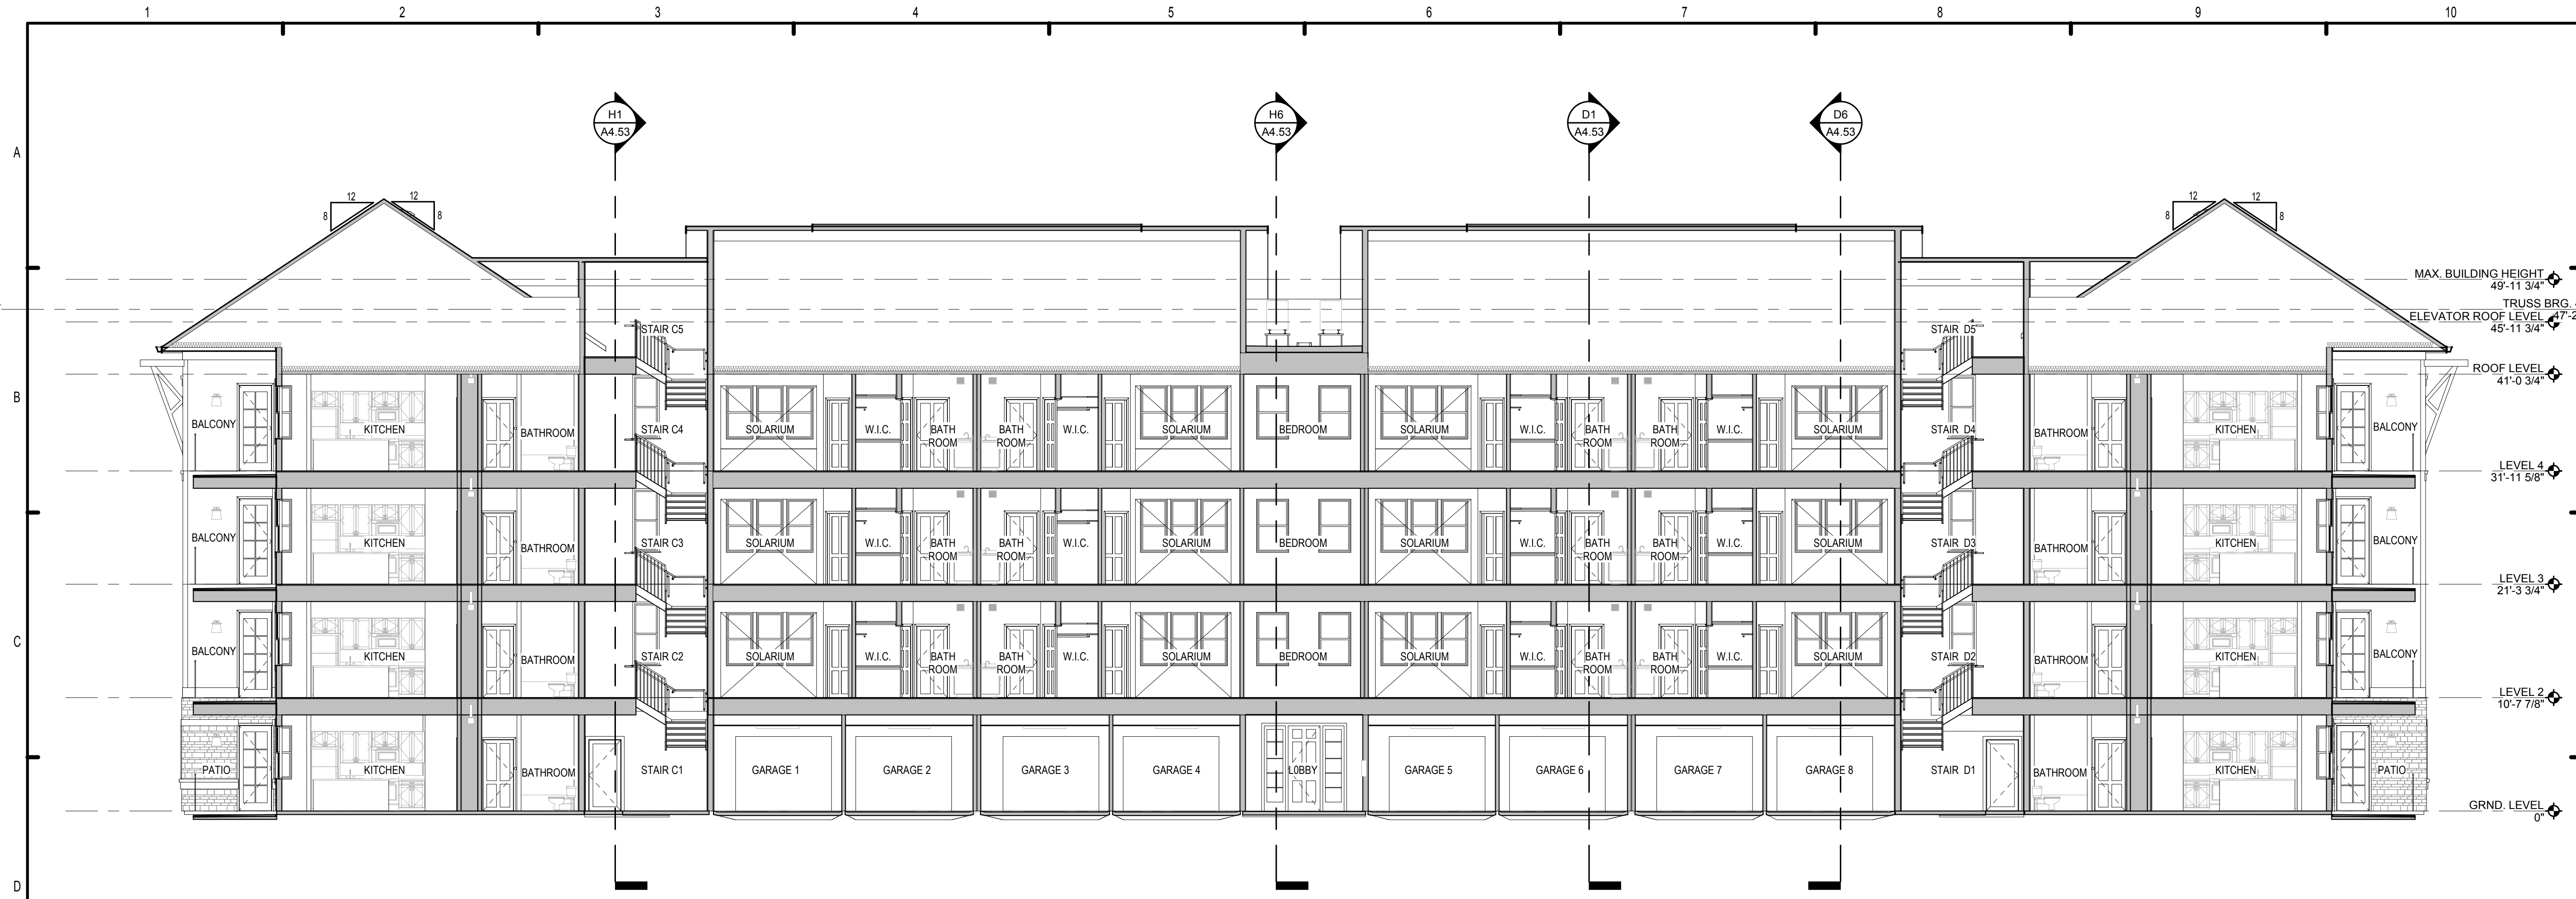 1 2 3 4 5 6 7 8 9 10
H1 H6 D1 D6
A4.53 A4.53 A4.53 A4.53
A
12 12 12 12
8 8 8 8
MAX. BUILDING HEIGHT
49'-11 3/4"
TRUSS BRG.
47'-2
ELEVATOR ROOF LEVEL
45'-11 3/4"
STAIR C5 STAIR D5
ROOF LEVEL
41'-0 3/4"
B
BALCONY KITCHEN BATHROOM STAIR C4 SOLARIUM W.I.C. BATH ROOM BATH ROOM W.I.C. SOLARIUM BEDROOM SOLARIUM W.I.C. BATH ROOM BATH ROOM W.I.C. SOLARIUM STAIR D4 BATHROOM KITCHEN BALCONY
LEVEL 4
31'-11 5/8"
BALCONY KITCHEN BATHROOM STAIR C3 SOLARIUM W.I.C. BATH ROOM BATH ROOM W.I.C. SOLARIUM BEDROOM SOLARIUM W.I.C. BATH ROOM BATH ROOM W.I.C. SOLARIUM STAIR D3 BATHROOM KITCHEN BALCONY
LEVEL 3
21'-3 3/4"
C
BALCONY KITCHEN BATHROOM STAIR C2 SOLARIUM W.I.C. BATH ROOM BATH ROOM W.I.C. SOLARIUM BEDROOM SOLARIUM W.I.C. BATH ROOM BATH ROOM W.I.C. SOLARIUM STAIR D2 BATHROOM KITCHEN BALCONY
LEVEL 2
10'-7 7/8"
PATIO KITCHEN BATHROOM STAIR C1 GARAGE 1 GARAGE 2 GARAGE 3 GARAGE 4 L0BBY GARAGE 5 GARAGE 6 GARAGE 7 GARAGE 8 STAIR D1 BATHROOM KITCHEN PATIO
GRND. LEVEL
0"
D